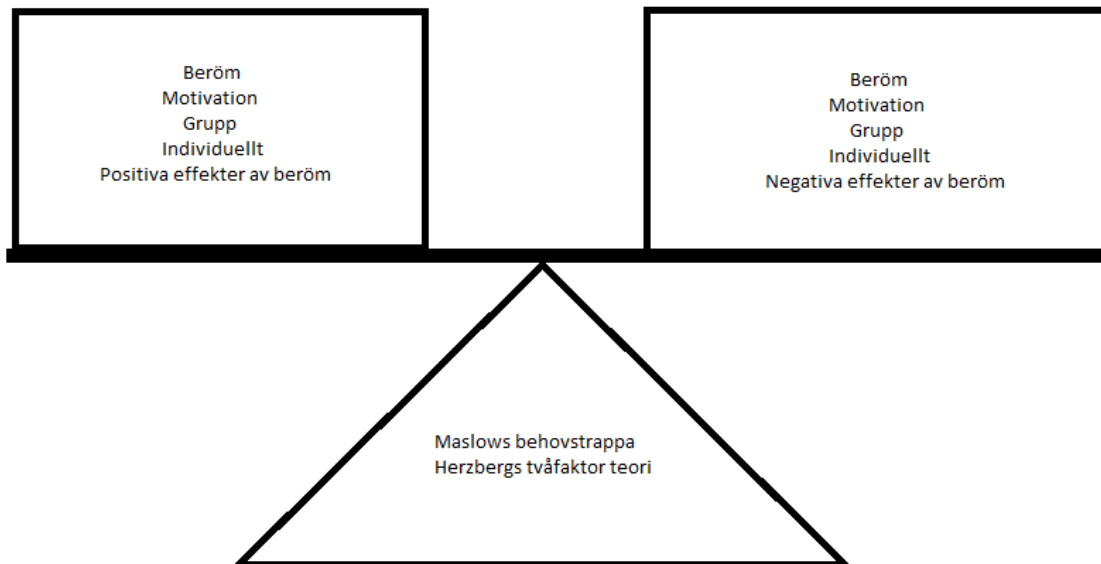 Beröm
Motivation
Grupp
Individuellt
Positiva effekter av beröm
Beröm
Motivation
Grupp
Individuellt
Negativa effekter av beröm
Maslows behovstrappa
Herzbergs tvåfaktor teori